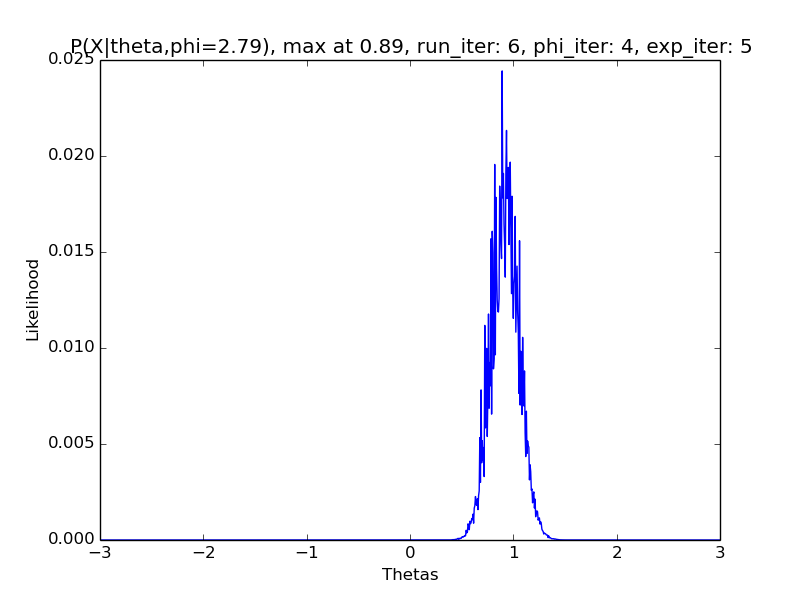 P(X|theta,phi=2.79), max at 0.89, run_iter: 6, phi_iter: 4, exp_iter: 5
0.025
0.020
0.015
0.010
0.005
0.000
Likelihood
−3 −2 −1 0 1 2 3
Thetas